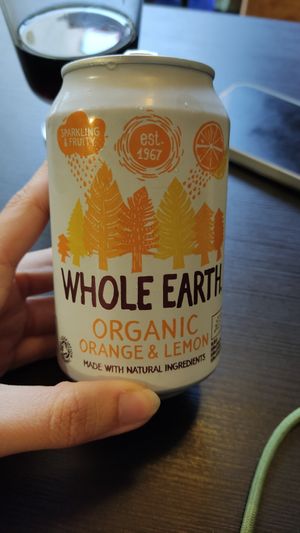 SPARKLING
& FRUITY
est.
1967
WHOLE EARTH
ORGANIC
ORANGE & LEMON
MADE WITH NATURAL INGREDIENTS